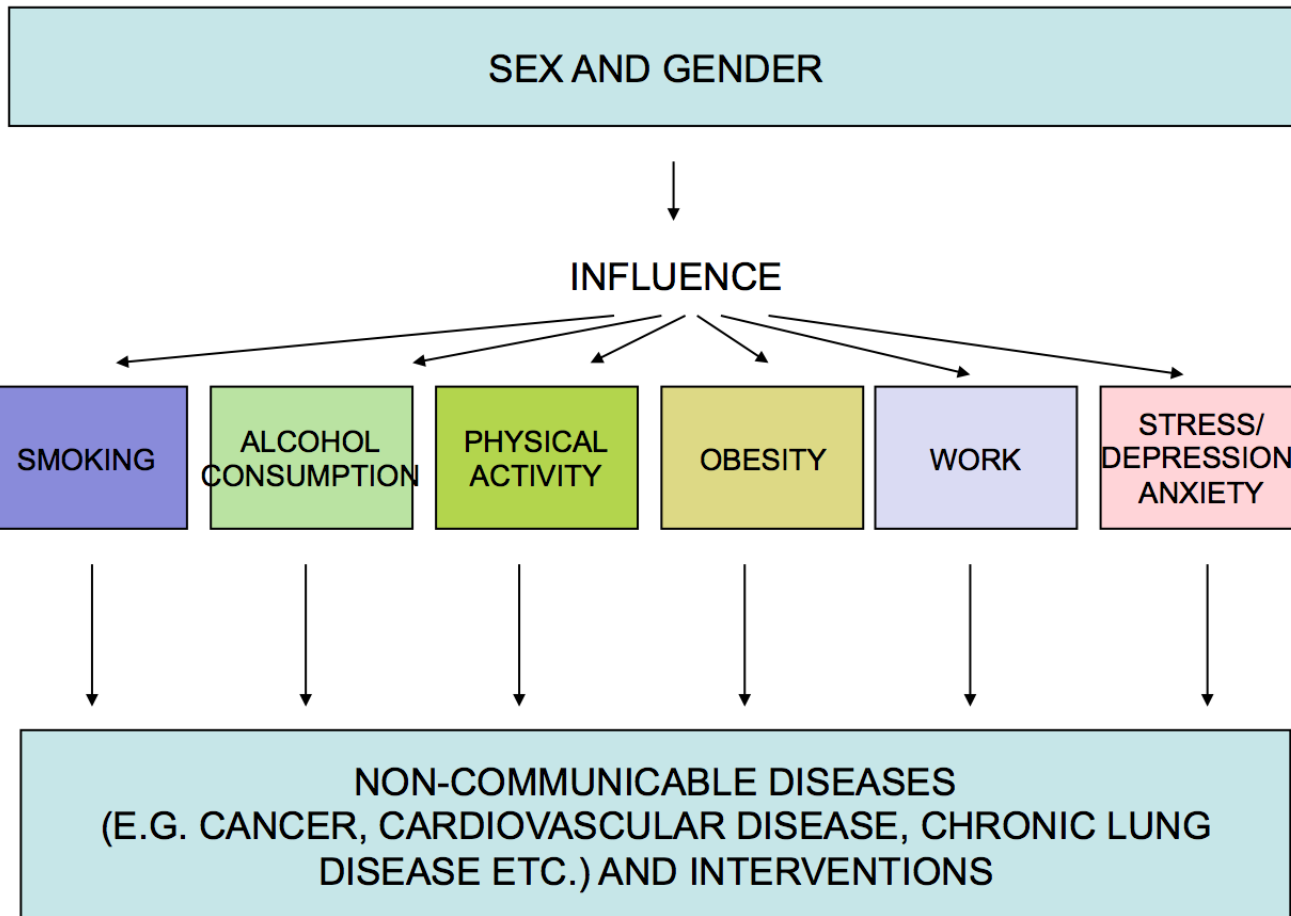 SEX AND GENDER
INFLUENCE
SMOKING
ALCOHOL
CONSUMPTION
PHYSICAL
ACTIVITY
OBESITY
WORK
STRESS/
DEPRESSION
ANXIETY
NON-COMMUNICABLE DISEASES
(E.G. CANCER, CARDIOVASCULAR DISEASE, CHRONIC LUNG
DISEASE ETC.) AND INTERVENTIONS